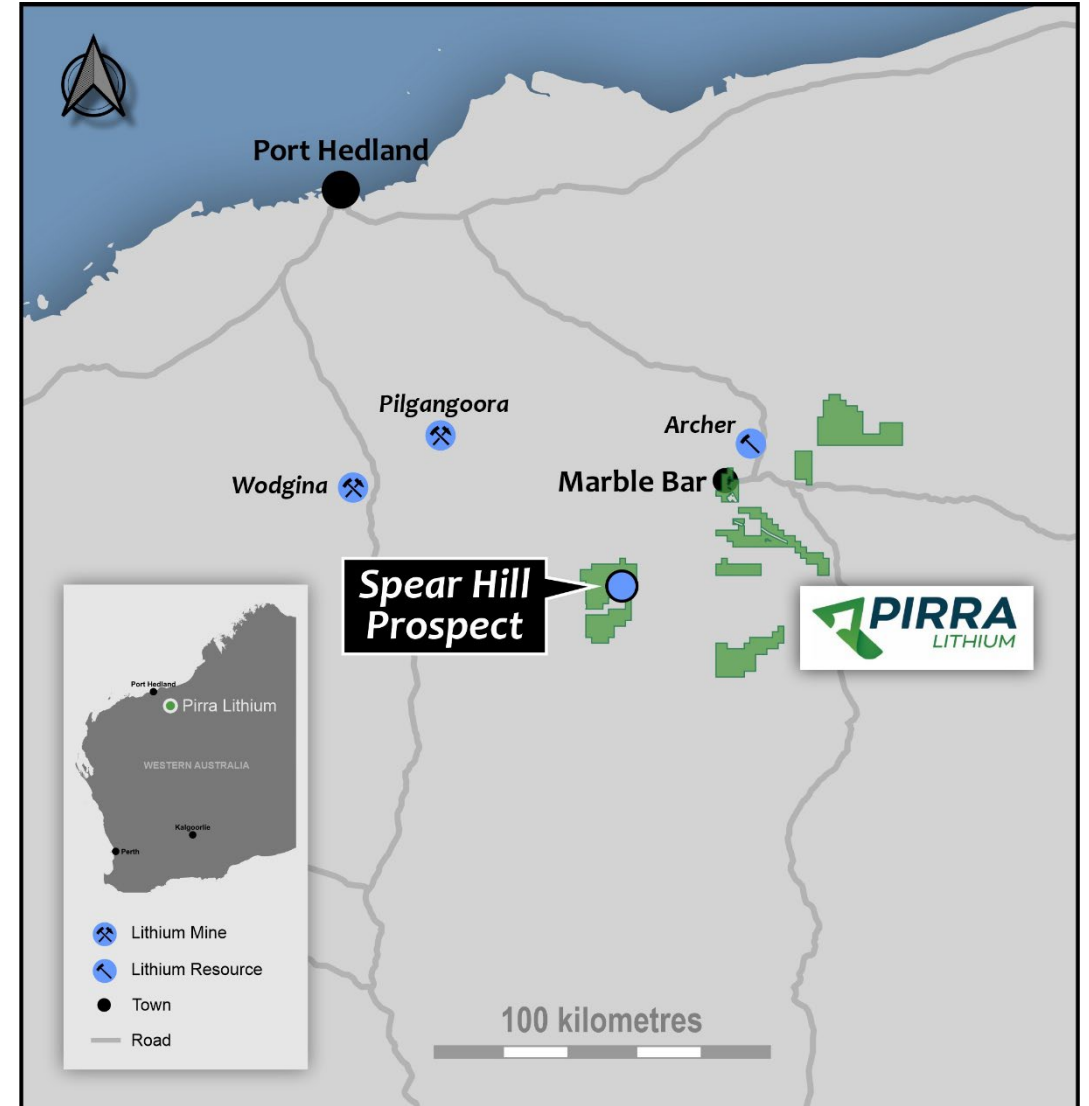 Port Hedland
Pilgangoora
Archer
Wodgina
Marble Bar
Spear Hill
Prospect
PIRRA
LITHIUM
Port Hedland
Pirra Lithium
WESTERN AUSTRALIA
Kalgoorlie
Perth
Lithium Mine
Lithium Resource
Town
Road
100 kilometres